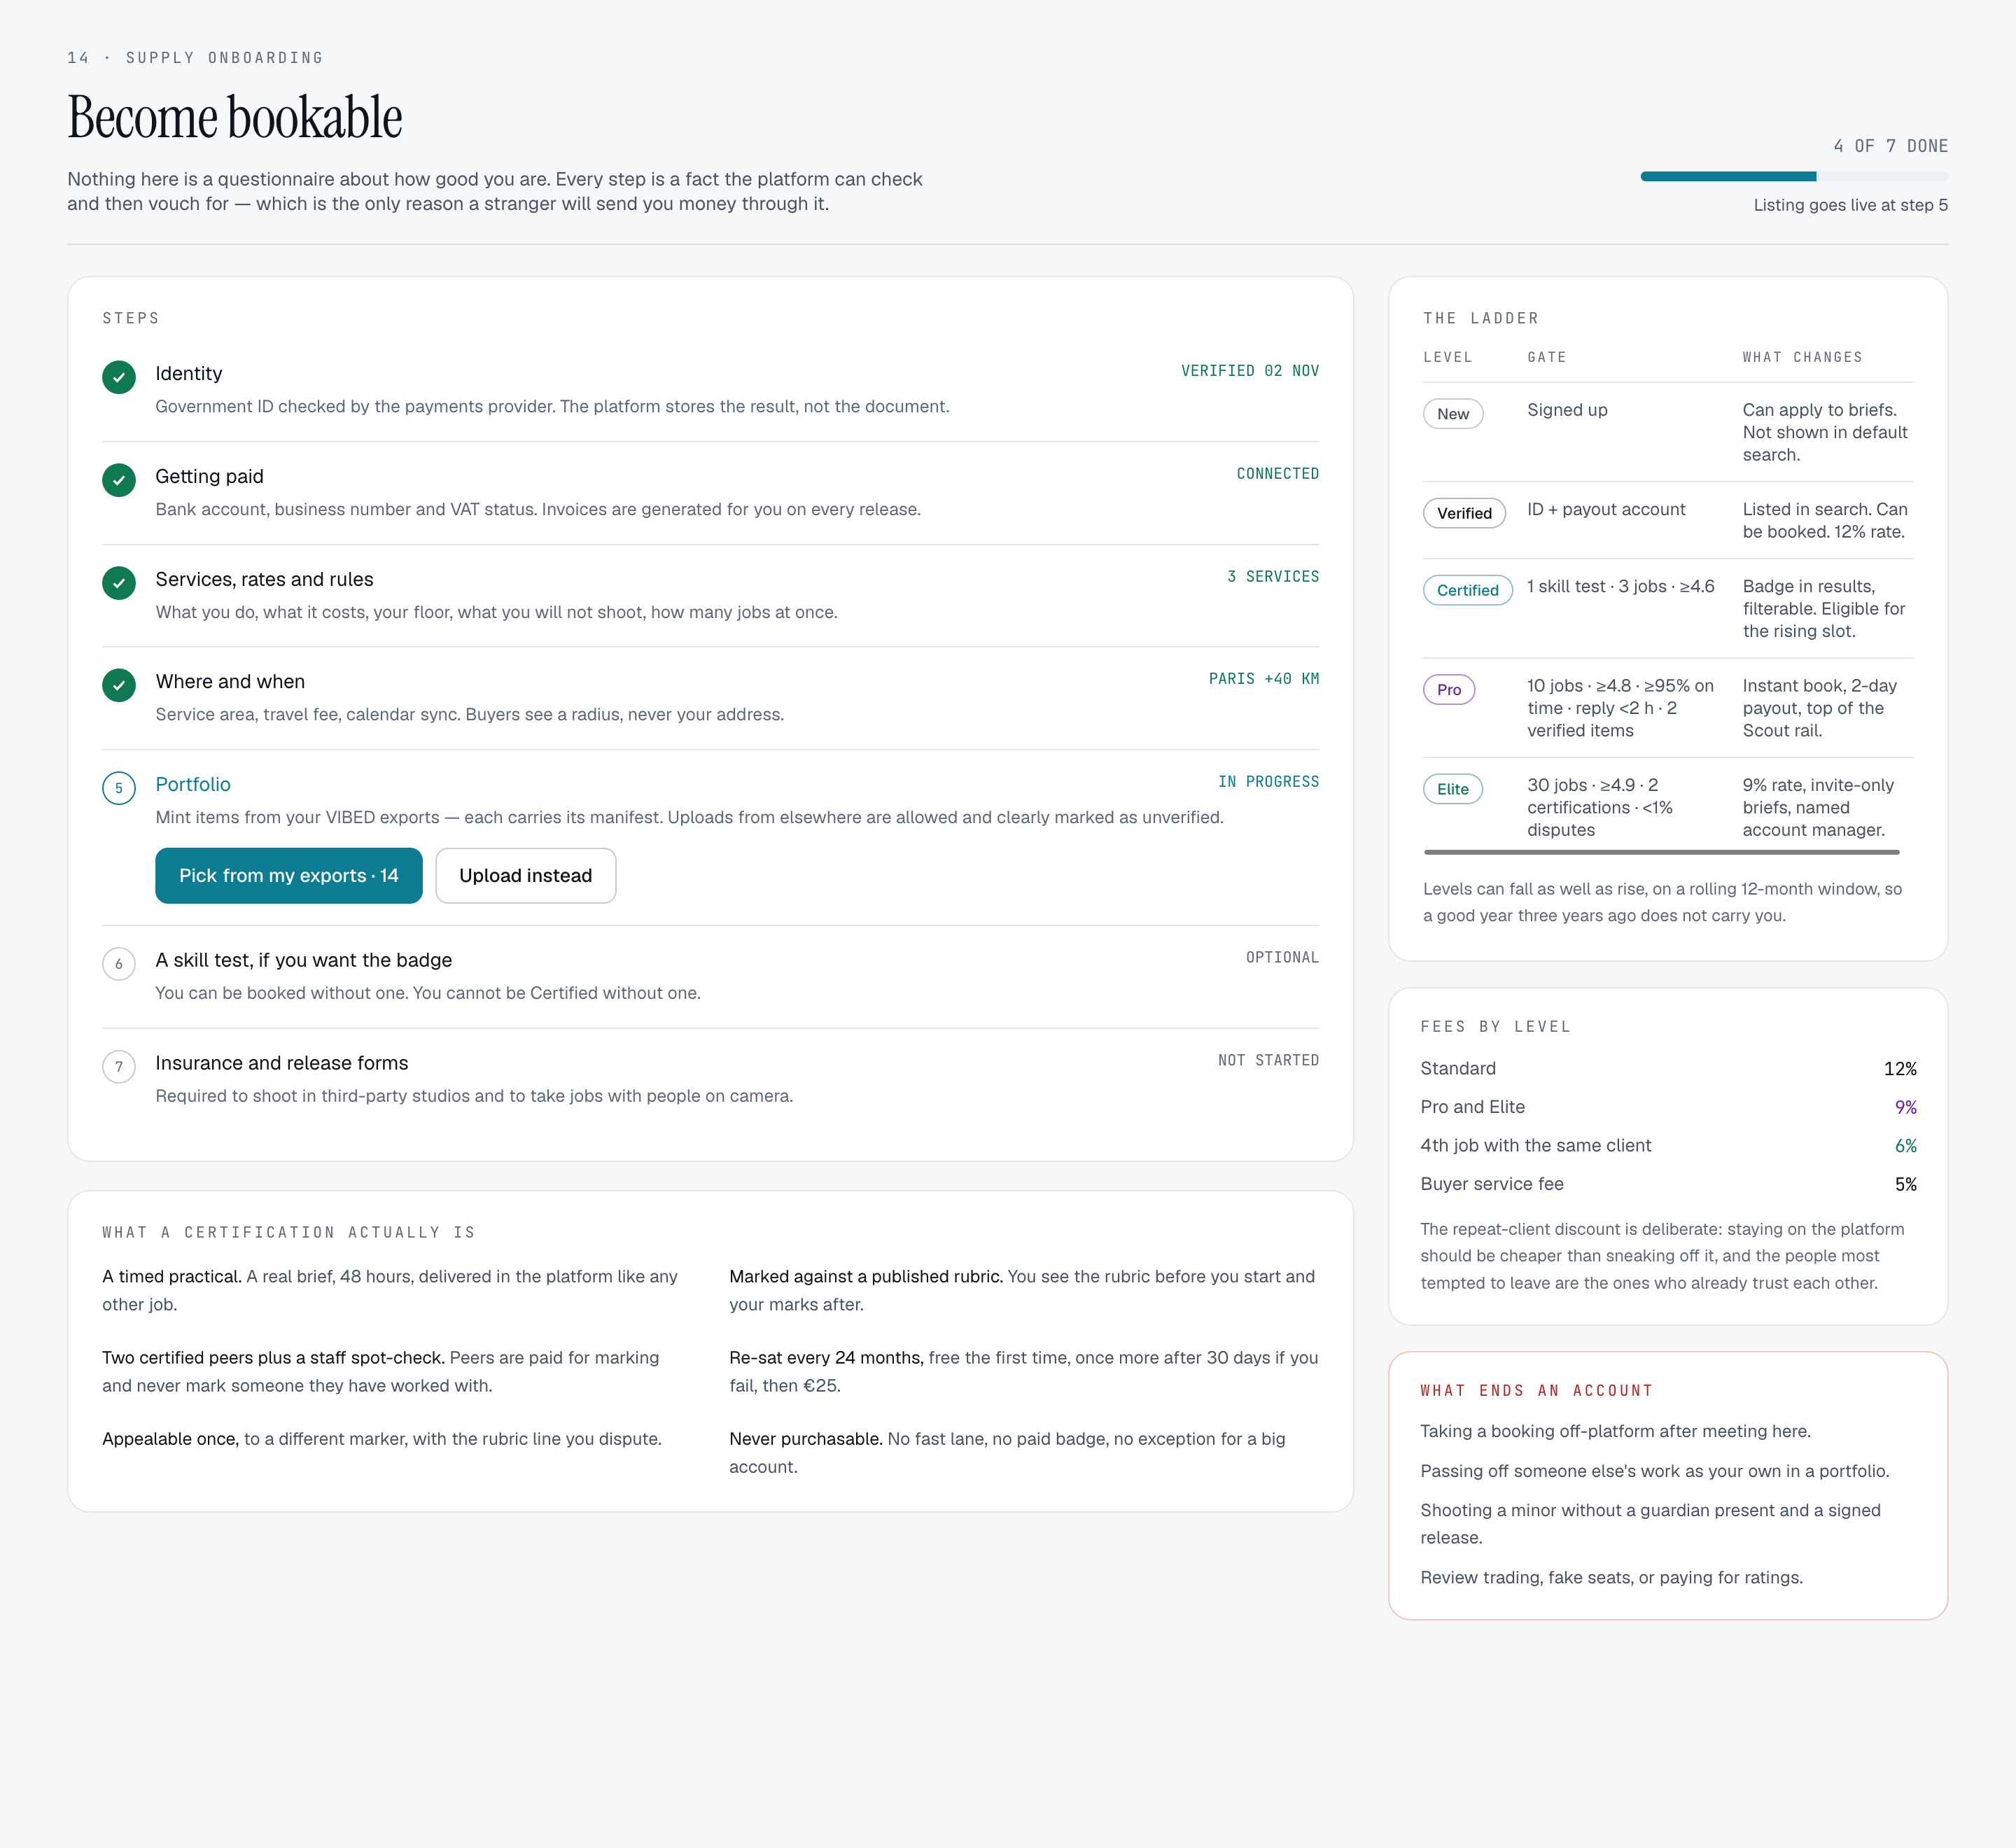 14 · SUPPLY ONBOARDING
Become bookable
Nothing here is a questionnaire about how good you are. Every step is a fact the platform can check
and then vouch for — which is the only reason a stranger will send you money through it.
4 OF 7 DONE
Listing goes live at step 5
STEPS
Identity
VERIFIED 02 NOV
Government ID checked by the payments provider. The platform stores the result, not the document.
Getting paid
CONNECTED
Bank account, business number and VAT status. Invoices are generated for you on every release.
Services, rates and rules
3 SERVICES
What you do, what it costs, your floor, what you will not shoot, how many jobs at once.
Where and when
PARIS +40 KM
Service area, travel fee, calendar sync. Buyers see a radius, never your address.
5
Portfolio
IN PROGRESS
Mint items from your VIBED exports — each carries its manifest. Uploads from elsewhere are allowed and clearly marked as unverified.
Pick from my exports · 14
Upload instead
6
A skill test, if you want the badge
OPTIONAL
You can be booked without one. You cannot be Certified without one.
7
Insurance and release forms
NOT STARTED
Required to shoot in third-party studios and to take jobs with people on camera.
WHAT A CERTIFICATION ACTUALLY IS
A timed practical. A real brief, 48 hours, delivered in the platform like any
other job.
Marked against a published rubric. You see the rubric before you start and
your marks after.
Two certified peers plus a staff spot-check. Peers are paid for marking
and never mark someone they have worked with.
Re-sat every 24 months, free the first time, once more after 30 days if you
fail, then €25.
Appealable once, to a different marker, with the rubric line you dispute.
Never purchasable. No fast lane, no paid badge, no exception for a big
account.
THE LADDER
LEVEL GATE WHAT CHANGES
New
Signed up
Can apply to briefs.
Not shown in default
search.
Verified
ID + payout account
Listed in search. Can
be booked. 12% rate.
Certified
1 skill test · 3 jobs · ≥4.6
Badge in results,
filterable. Eligible for
the rising slot.
Pro
10 jobs · ≥4.8 · ≥95% on
time · reply <2 h · 2
verified items
Instant book, 2-day
payout, top of the
Scout rail.
Elite
30 jobs · ≥4.9 · 2
certifications · <1%
disputes
9% rate, invite-only
briefs, named
account manager.
Levels can fall as well as rise, on a rolling 12-month window, so
a good year three years ago does not carry you.
FEES BY LEVEL
Standard 12%
Pro and Elite 9%
4th job with the same client 6%
Buyer service fee 5%
The repeat-client discount is deliberate: staying on the platform
should be cheaper than sneaking off it, and the people most
tempted to leave are the ones who already trust each other.
WHAT ENDS AN ACCOUNT
Taking a booking off-platform after meeting here.
Passing off someone else's work as your own in a portfolio.
Shooting a minor without a guardian present and a signed
release.
Review trading, fake seats, or paying for ratings.